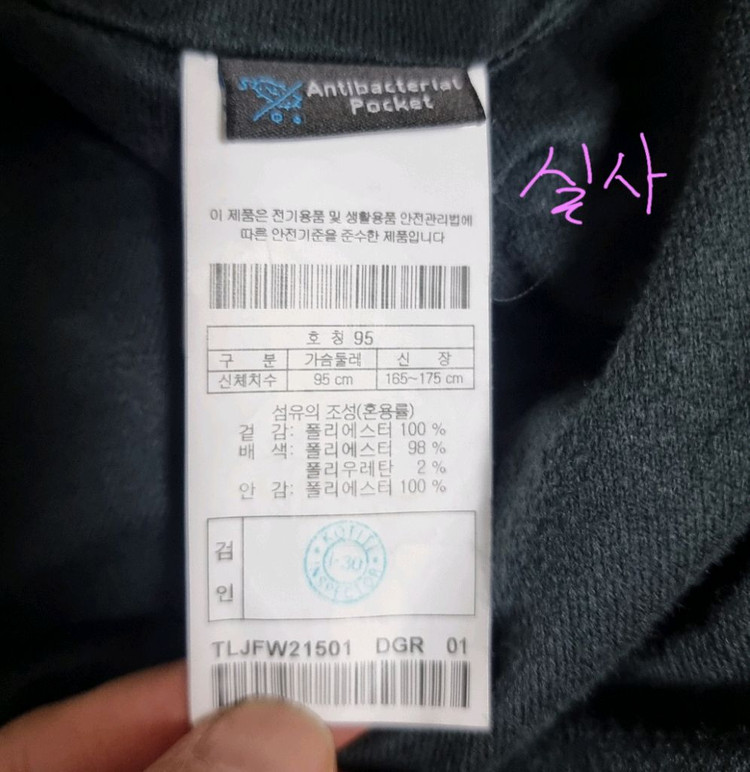 Antibacterial
Pocket
실사
이 제품은 전기용품 및 생활용품 안전관리법에
따른 안전기준을 준수한 제품입니다
호 칭 95
구 분 가슴둘레 신 장
신체치수 95 cm 165~175 cm
섬유의 조성(혼용률)
겉 감: 폴리에스터 100 %
배 색: 폴리에스터 98 %
폴리우레탄 2 %
안 감: 폴리에스터 100 %
검
인
KOTITI
INSPECTOR
TLJFW21501 DGR 01